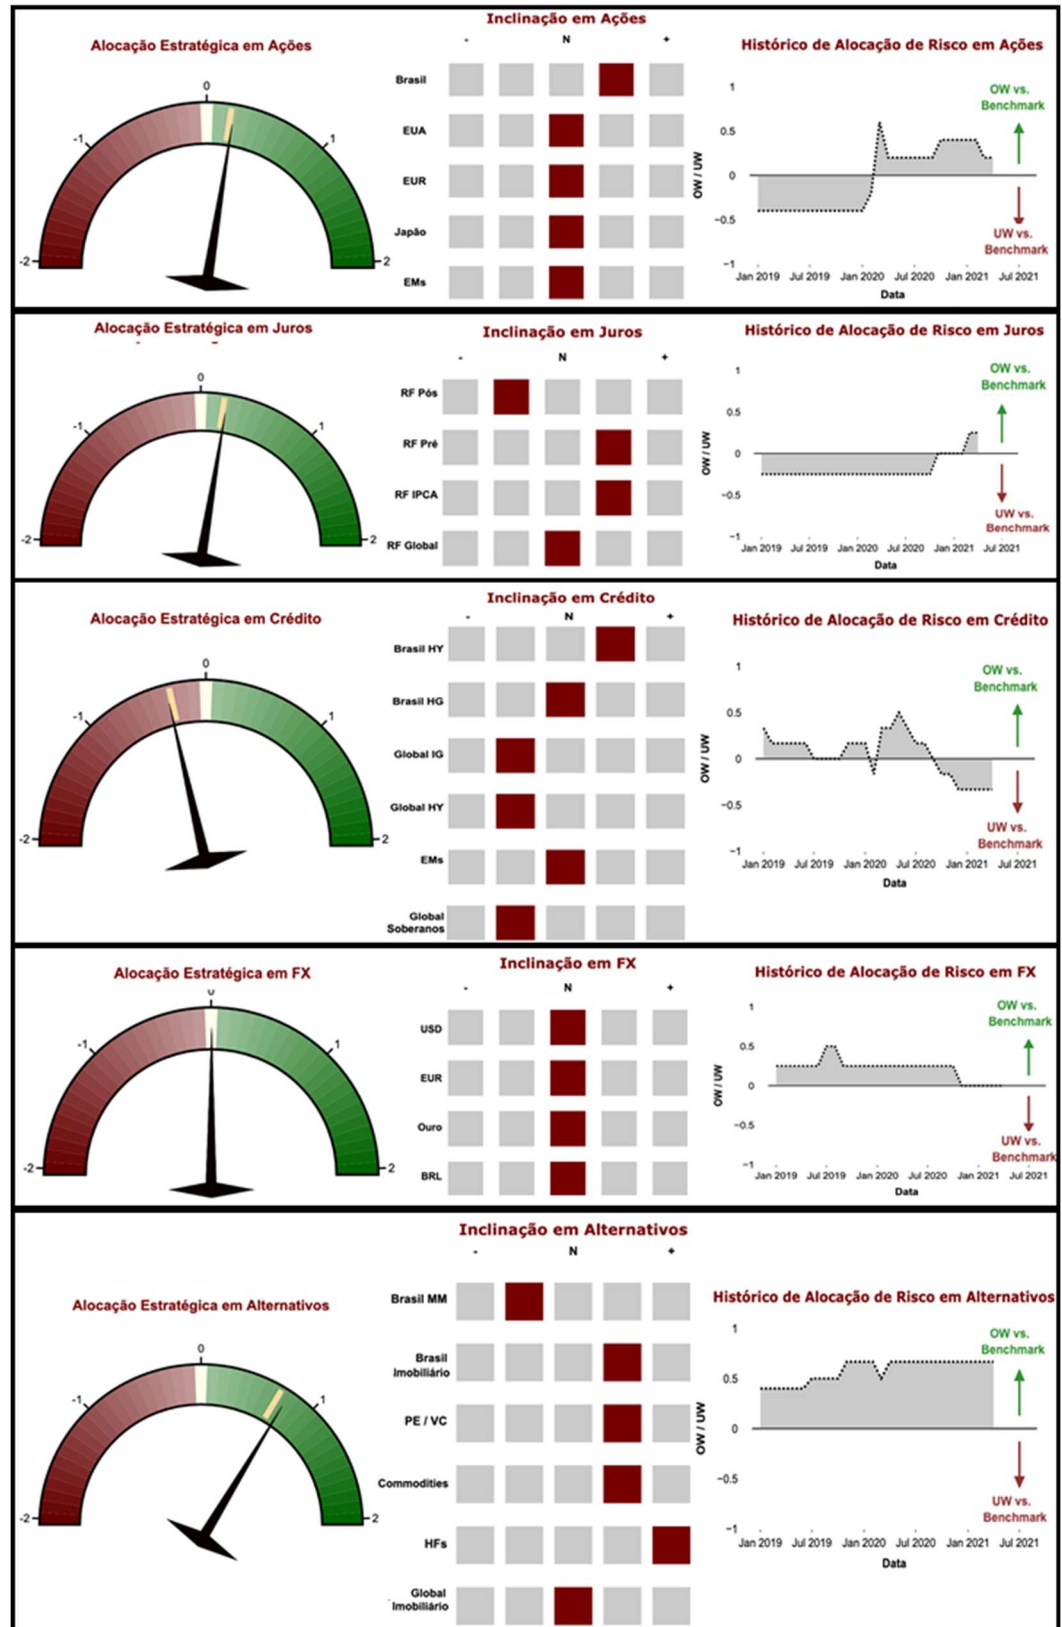 Alocação Estratégica em Ações
0
-1
1
-2
2
Inclinação em Ações
- N +
Brasil
EUA
EUR
Japão
EMs
Histórico de Alocação de Risco em Ações
1
0.5
0
−0.5
−1
OW / UW
OW vs.
Benchmark
UW vs.
Benchmark
Jan 2019 Jul 2019 Jan 2020 Jul 2020 Jan 2021 Jul 2021
Data
Alocação Estratégica em Juros
0
-1
1
-2
2
Inclinação em Juros
- N +
RF Pós
RF Pré
RF IPCA
RF Global
Histórico de Alocação de Risco em Juros
1
0.5
0
−0.5
−1
OW / UW
OW vs.
Benchmark
UW vs.
Benchmark
Jan 2019 Jul 2019 Jan 2020 Jul 2020 Jan 2021 Jul 2021
Data
Alocação Estratégica em Crédito
0
-1
1
-2
2
Inclinação em Crédito
- N +
Brasil HY
Brasil HG
Global IG
Global HY
EMs
Global
Soberanos
Histórico de Alocação de Risco em Crédito
1
0.5
0
−0.5
−1
OW / UW
OW vs.
Benchmark
UW vs.
Benchmark
Jan 2019 Jul 2019 Jan 2020 Jul 2020 Jan 2021 Jul 2021
Data
Alocação Estratégica em FX
0
-1
1
-2
2
Inclinação em FX
- N +
USD
EUR
Ouro
BRL
Histórico de Alocação de Risco em FX
1
0.5
0
−0.5
−1
OW / UW
OW vs.
Benchmark
UW vs.
Benchmark
Jan 2019 Jul 2019 Jan 2020 Jul 2020 Jan 2021 Jul 2021
Data
Alocação Estratégica em Alternativos
0
-1
1
-2
2
Inclinação em Alternativos
- N +
Brasil MM
Brasil
Imobiliário
PE / VC
Commodities
HFs
Global
Imobiliário
Histórico de Alocação de Risco em Alternativos
1
0.5
0
−0.5
−1
OW / UW
OW vs.
Benchmark
UW vs.
Benchmark
Jan 2019 Jul 2019 Jan 2020 Jul 2020 Jan 2021 Jul 2021
Data